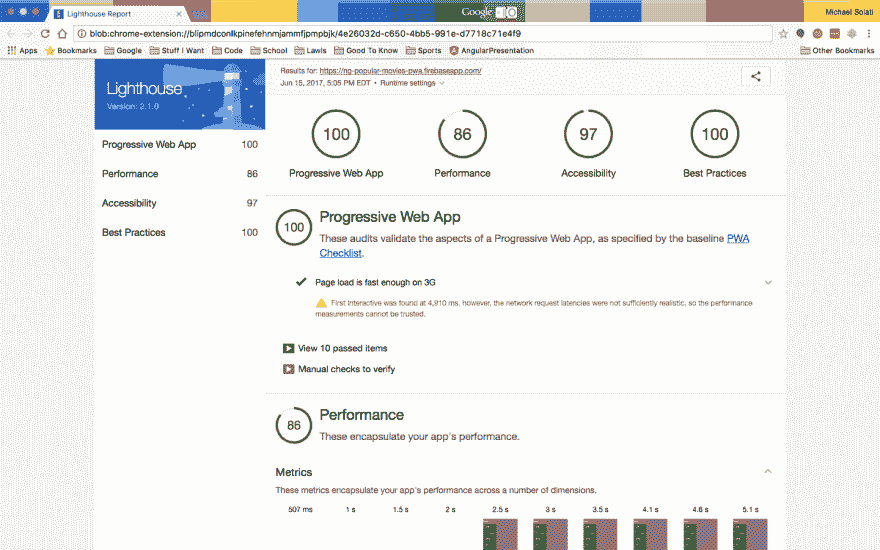 Lighthouse Report
Google I O
Michael Solati
blob:chrome-extension://blipmdconlkpinefehnmjammfjpmpbjk/4e26032d-c650-4bb5-991e-d7718c71e4f9
Apps Bookmarks Google Stuff I Want Code School Lawls Good To Know Sports AngularPresentation Other Bookmarks
Lighthouse
Version: 2.1.0
Results for: https://ng-popular-movies-pwa.firebaseapp.com/
Jun 15, 2017, 5:05 PM EDT • Runtime settings
Progressive Web App 100
Performance 86
Accessibility 97
Best Practices 100
100 86 97 100
Progressive Web App Performance Accessibility Best Practices
100 Progressive Web App
These audits validate the aspects of a Progressive Web App, as specified by the baseline PWA
Checklist.
Page load is fast enough on 3G
First Interactive was found at 4,910 ms, however, the network request latencies were not sufficiently realistic, so the performance
measurements cannot be trusted.
View 10 passed items
Manual checks to verify
86 Performance
These encapsulate your app's performance.
Metrics
These metrics encapsulate your app's performance across a number of dimensions.
507 ms 1 s 1.5 s 2 s 2.5 s 3 s 3.5 s 4.1 s 4.6 s 5.1 s